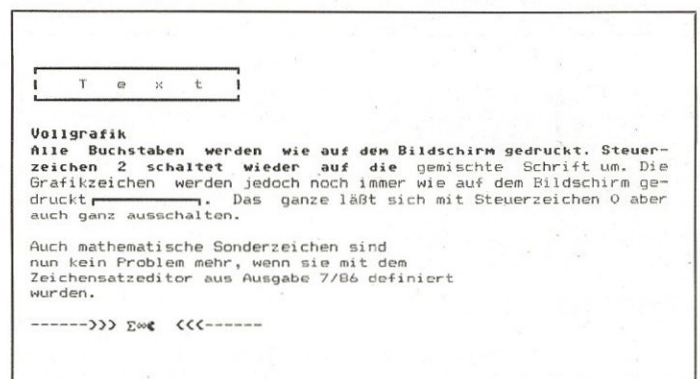 T e x t
Vollgrafik
Alle Buchstaben werden wie auf dem Bildschirm gedruckt. Steuer-
zeichen 2 schaltet wieder auf die gemischte Schrift um. Die
Grafikzeichen werden jedoch noch immer wie auf dem Bildschirm ge-
druckt. Das ganze läßt sich mit Steuerzeichen 0 aber
auch ganz ausschalten.
Auch mathematische Sonderzeichen sind
nun kein Problem mehr, wenn sie mit dem
Zeichensatzeditor aus Ausgabe 7/86 definiert
wurden.
------>>> Σ∞€ <<<------